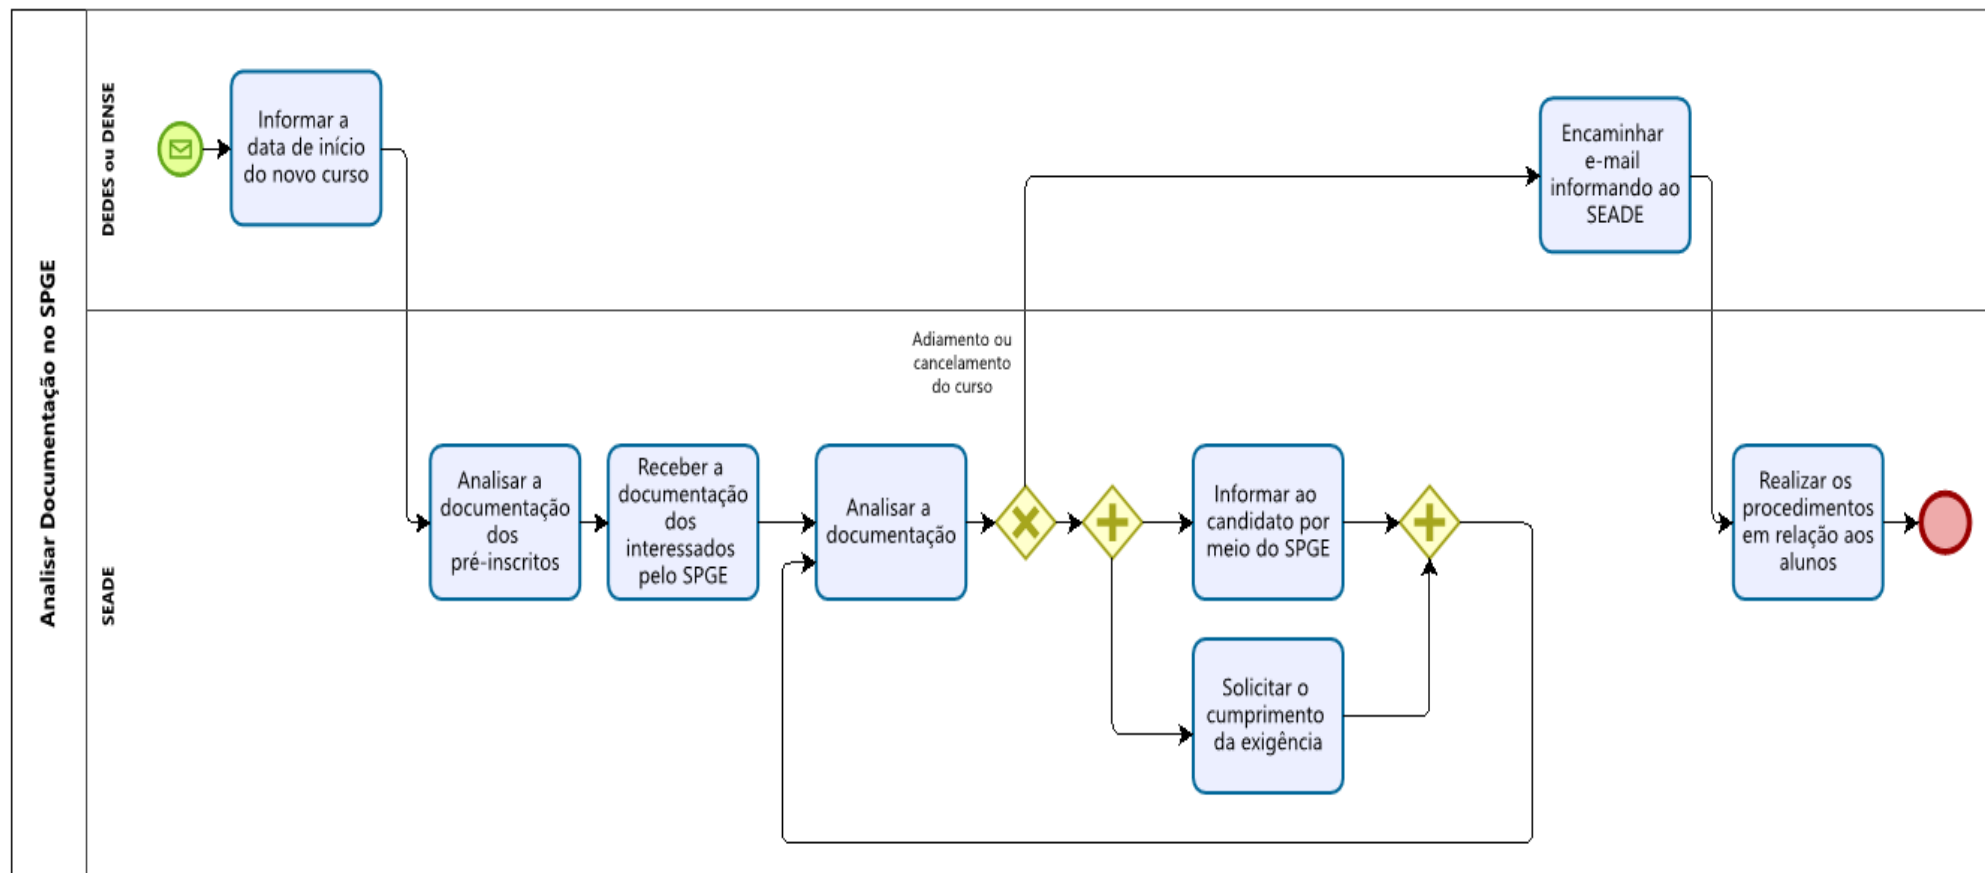 Analisar Documentação no SPGE
DEDES ou DENSE
Informar a
data de início
do novo curso
Encaminhar
e-mail
informando ao
SEADE
SEADE
Adiamento ou
cancelamento
do curso
Analisar a
documentação
dos
pré-inscritos
Receber a
documentação
dos
interessados
pelo SPGE
Analisar a
documentação
Informar ao
candidato por
meio do SPGE
Solicitar o
cumprimento
da exigência
Realizar os
procedimentos
em relação aos
alunos